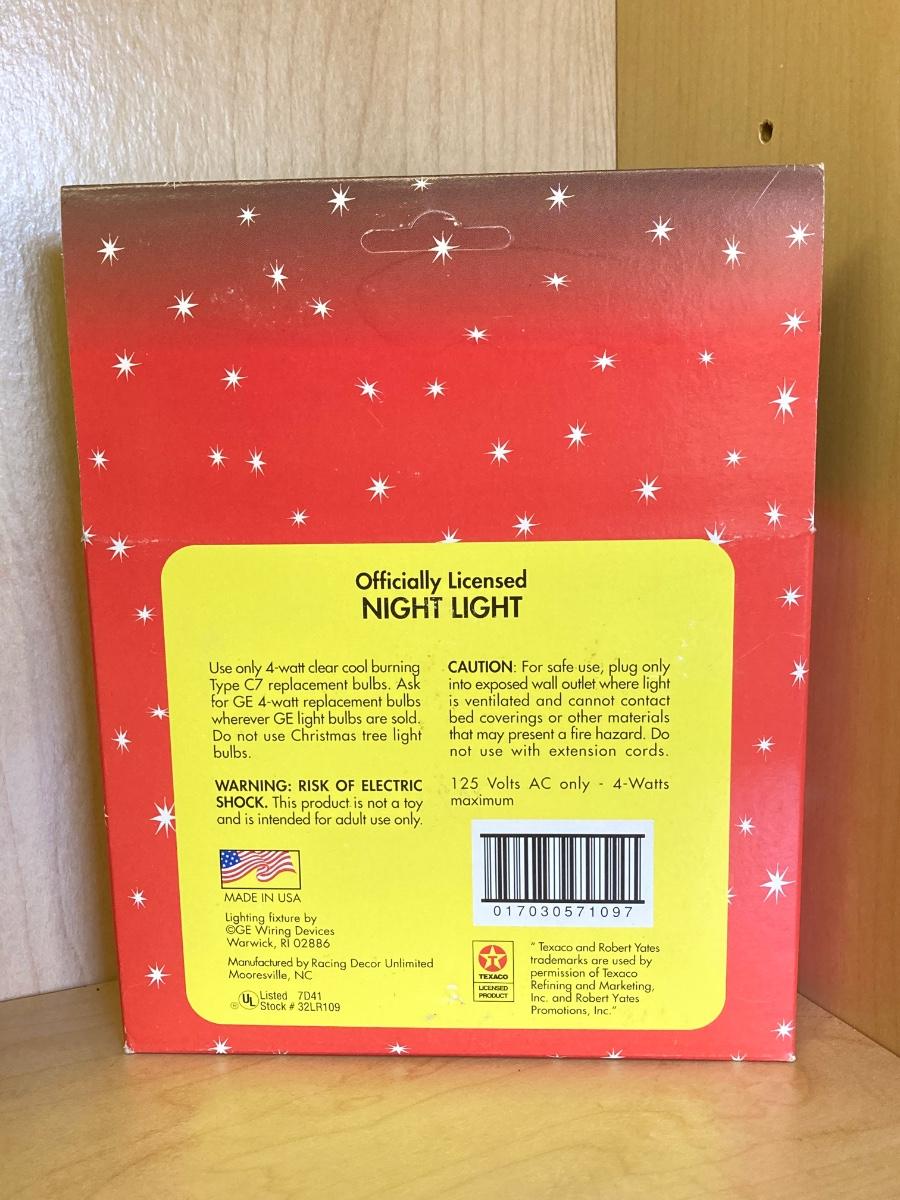 Officially Licensed
NIGHT LIGHT
Use only 4-watt clear cool burning
Type C7 replacement bulbs. Ask
for GE 4-watt replacement bulbs
wherever GE light bulbs are sold.
Do not use Christmas tree light
bulbs.
WARNING: RISK OF ELECTRIC
SHOCK. This product is not a toy
and is intended for adult use only.
MADE IN USA
Lighting fixture by
©GE Wiring Devices
Warwick, RI 02886
Manufactured by Racing Decor Unlimited
Mooresville, NC
UL Listed 7D41
Stock # 32LR109
CAUTION: For safe use, plug only
into exposed wall outlet where light
is ventilated and cannot contact
bed coverings or other materials
that may present a fire hazard. Do
not use with extension cords.
125 Volts AC only - 4-Watts
maximum
017030571097
T
TEXACO
LICENSED
PRODUCT
" Texaco and Robert Yates
trademarks are used by
permission of Texaco
Refining and Marketing,
Inc. and Robert Yates
Promotions, Inc."